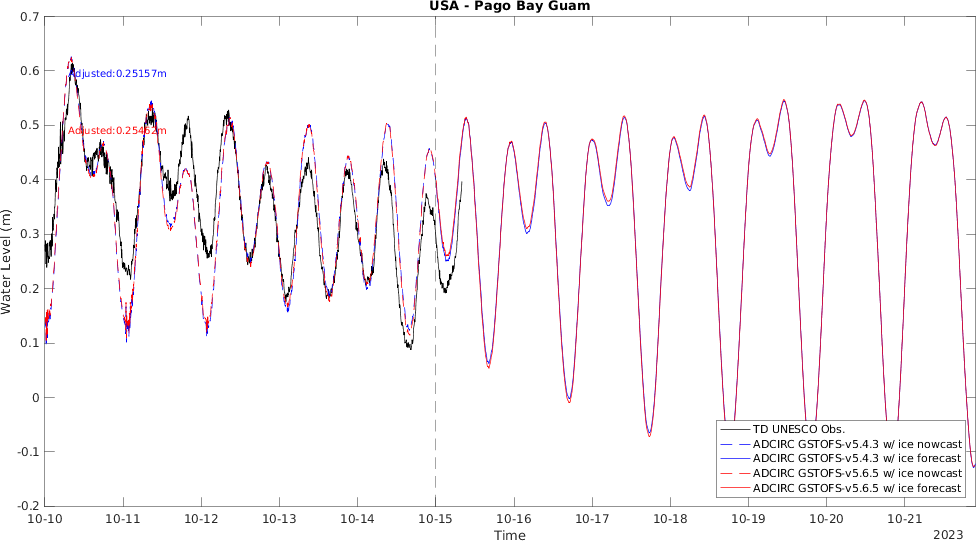 USA - Pago Bay Guam
0.7
0.6
0.5
0.4
0.3
0.2
0.1
0
-0.1
-0.2
Water Level (m)
Adjusted:0.25157m
Adjusted:0.25462m
TD UNESCO Obs.
ADCIRC GSTOFS-v5.4.3 w/ ice nowcast
ADCIRC GSTOFS-v5.4.3 w/ ice forecast
ADCIRC GSTOFS-v5.6.5 w/ ice nowcast
ADCIRC GSTOFS-v5.6.5 w/ ice forecast
10-10 10-11 10-12 10-13 10-14 10-15 10-16 10-17 10-18 10-19 10-20 10-21
Time
2023